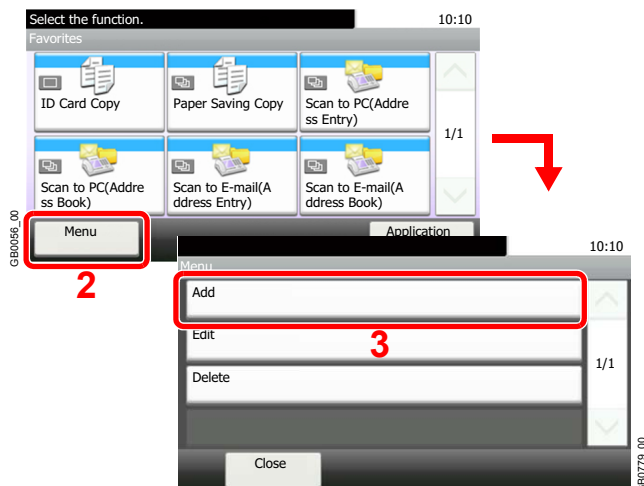 Select the function.
10:10
Favorites
ID Card Copy
Paper Saving Copy
Scan to PC(Addre
ss Entry)
1/1
Scan to PC(Addre
ss Book)
Scan to E-mail(A
ddress Entry)
Scan to E-mail(A
ddress Book)
Menu
Application
GB0056_00
2
10:10
Menu
Add
Edit
3
1/1
Delete
Close
B0779_00